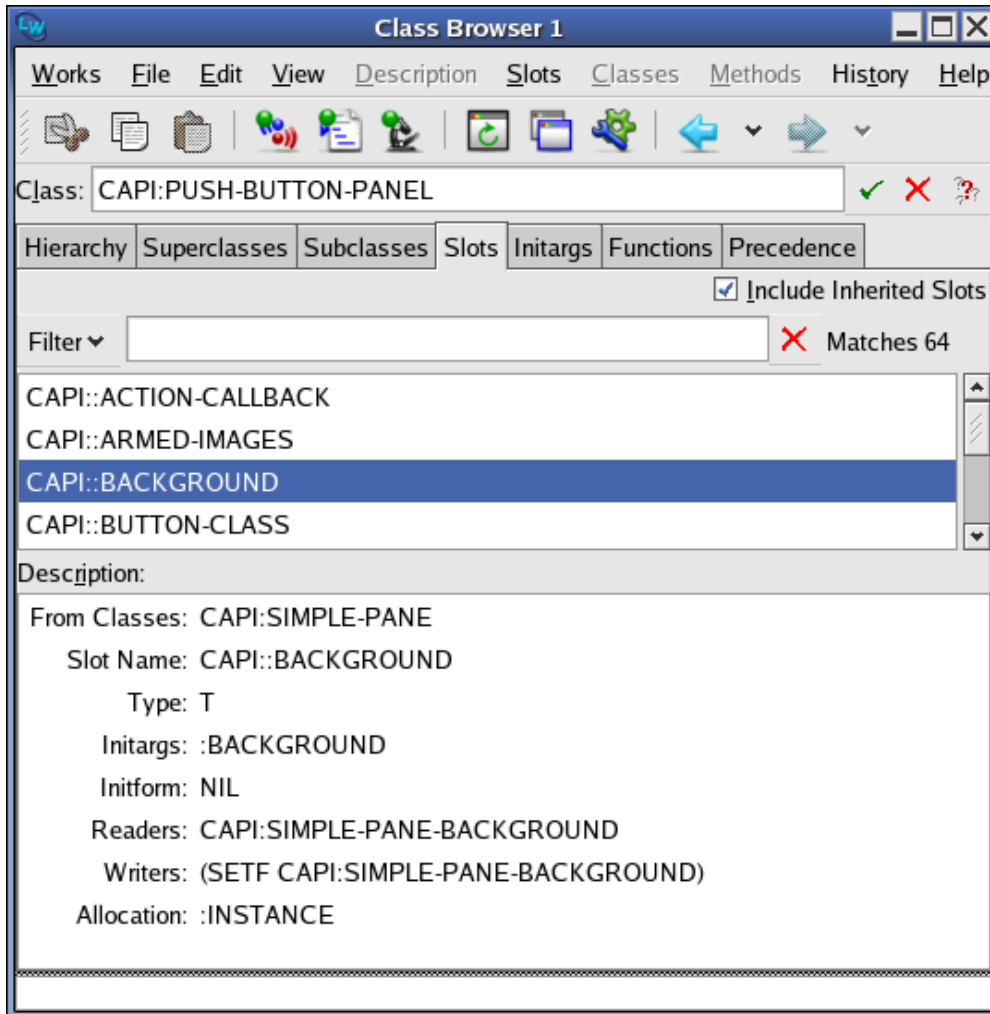 LW Class Browser 1
Works File Edit View Description Slots Classes Methods History Help
Class: CAPI:PUSH-BUTTON-PANEL
Hierarchy Superclasses Subclasses Slots Initargs Functions Precedence
Include Inherited Slots
Filter Matches 64
CAPI::ACTION-CALLBACK
CAPI::ARMED-IMAGES
CAPI::BACKGROUND
CAPI::BUTTON-CLASS
Description:
From Classes: CAPI:SIMPLE-PANE
Slot Name: CAPI::BACKGROUND
Type: T
Initargs: :BACKGROUND
Initform: NIL
Readers: CAPI:SIMPLE-PANE-BACKGROUND
Writers: (SETF CAPI:SIMPLE-PANE-BACKGROUND)
Allocation: :INSTANCE